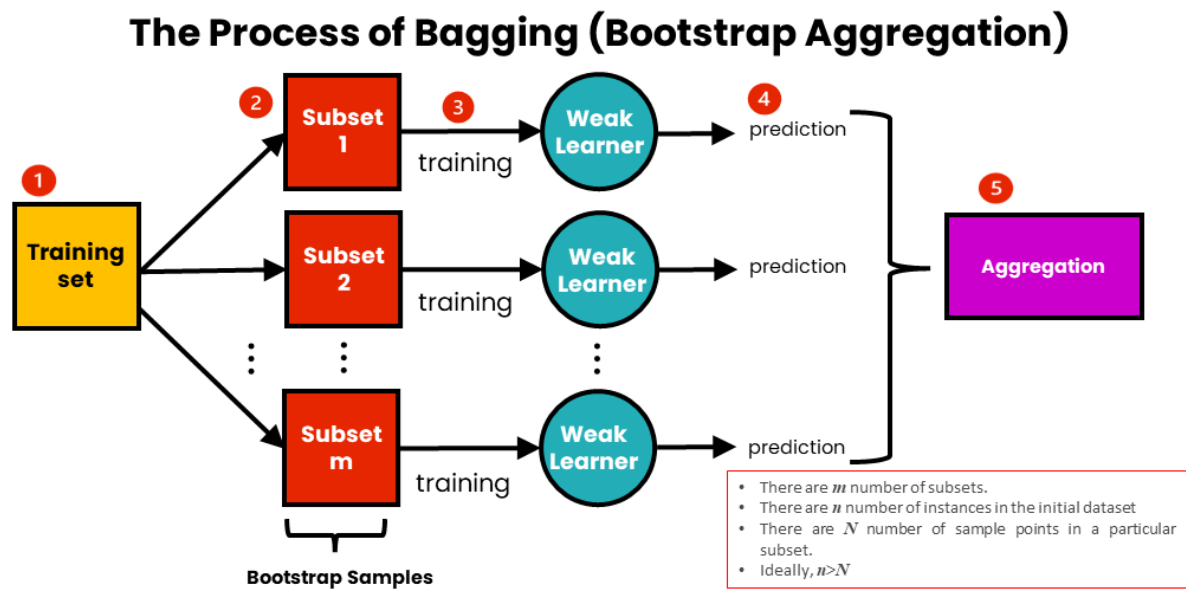 The Process of Bagging (Bootstrap Aggregation)
1
Training
set
2
Subset
1
3
training
Weak
Learner
4
prediction
Subset
2
training
Weak
Learner
prediction
Subset
m
training
Weak
Learner
prediction
5
Aggregation
Bootstrap Samples
• There are m number of subsets.
• There are n number of instances in the initial dataset
• There are N number of sample points in a particular
subset.
• Ideally, n>N